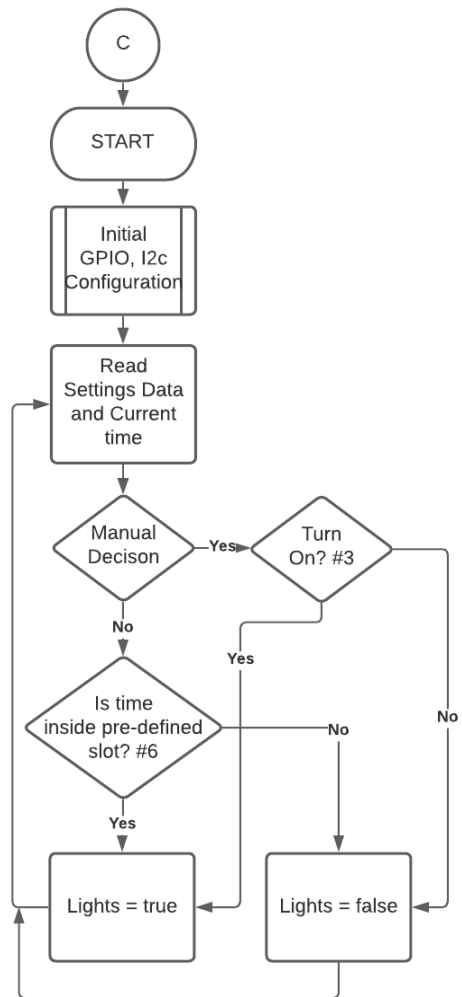 C
START
Initial
GPIO, I2c
Configuration
Read
Settings Data
and Current
time
Manual
Decison
Yes
Turn
On? #3
No
Yes
Is time
inside pre-defined
slot? #6
No
No
Yes
Lights = true
Lights = false